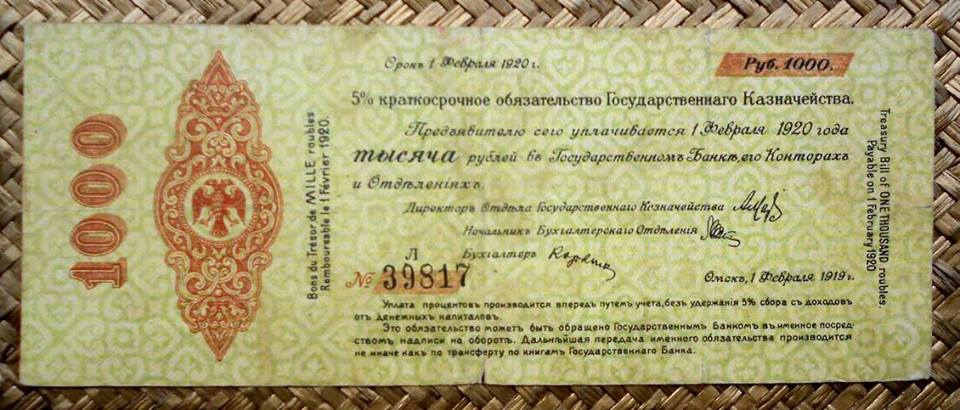 1000
Bons du Trésor de MILLE roubles
Remboursable le 1 Février 1920.
Срокъ 1 Февраля 1920 г.
Руб. 1000.
5% краткосрочное обязательство Государственнаго Казначейства.
Предъявителю сего уплачивается 1 Февраля 1920 года
тысяча рублей въ Государственномъ Банкѣ, его Конторахъ
и Отдѣленіяхъ.
Директоръ Отдѣла Государственнаго Казначейства
Начальникъ Бухгалтерскаго Отдѣленія
Л
Бухгалтеръ
№ 39817
Омскъ, 1 Февраля 1919 г.
Уплата процентовъ производится впередъ путемъ учета, безъ удержанія 5% сбора съ доходовъ
отъ денежныхъ капиталовъ.
Это обязательство можетъ быть обращено Государственнымъ Банкомъ въ именное посред-
ствомъ надписи на оборотѣ. Дальнѣйшая передача именного обязательства производится
не иначе какъ по трансферту по книгамъ Государственнаго Банка.
Treasury Bill of ONE THOUSAND roubles.
Payable on 1 February 1920